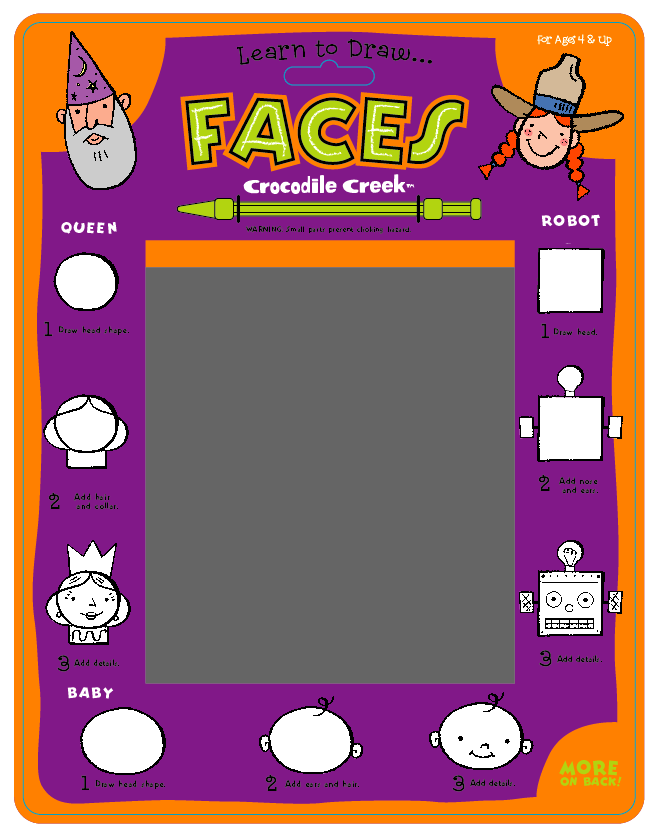 Learn to Draw...
for Ages 4 & Up
FACES
Crocodile Creek™
WARNING: Small parts present choking hazard.
QUEEN
1 Draw head shape.
2 Add hair
and collar.
3 Add details.
ROBOT
1 Draw head.
2 Add nore
and ears.
3 Add details.
BABY
1 Draw head shape.
2 Add ears and hair.
3 Add details.
MORE
ON BACK!